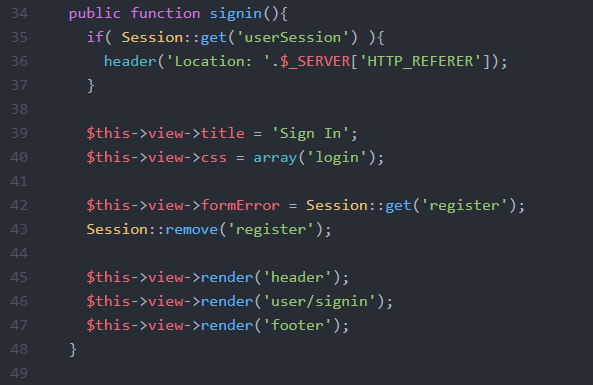 34 public function signin(){
35 if( Session::get('userSession') ){
36 header('Location: '.$_SERVER['HTTP_REFERER']);
37 }
38
39 $this->view->title = 'Sign In';
40 $this->view->css = array('login');
41
42 $this->view->formError = Session::get('register');
43 Session::remove('register');
44
45 $this->view->render('header');
46 $this->view->render('user/signin');
47 $this->view->render('footer');
48 }
49